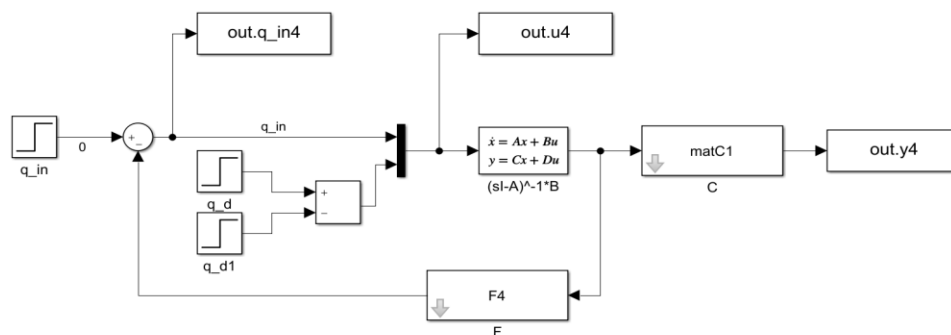 out.q_in4
out.u4
q_in
0
q_in
+
−
ẋ = Ax + Bu
y = Cx + Du
(sI-A)^-1*B
matC1
C
out.y4
q_d
+
−
q_d1
F4